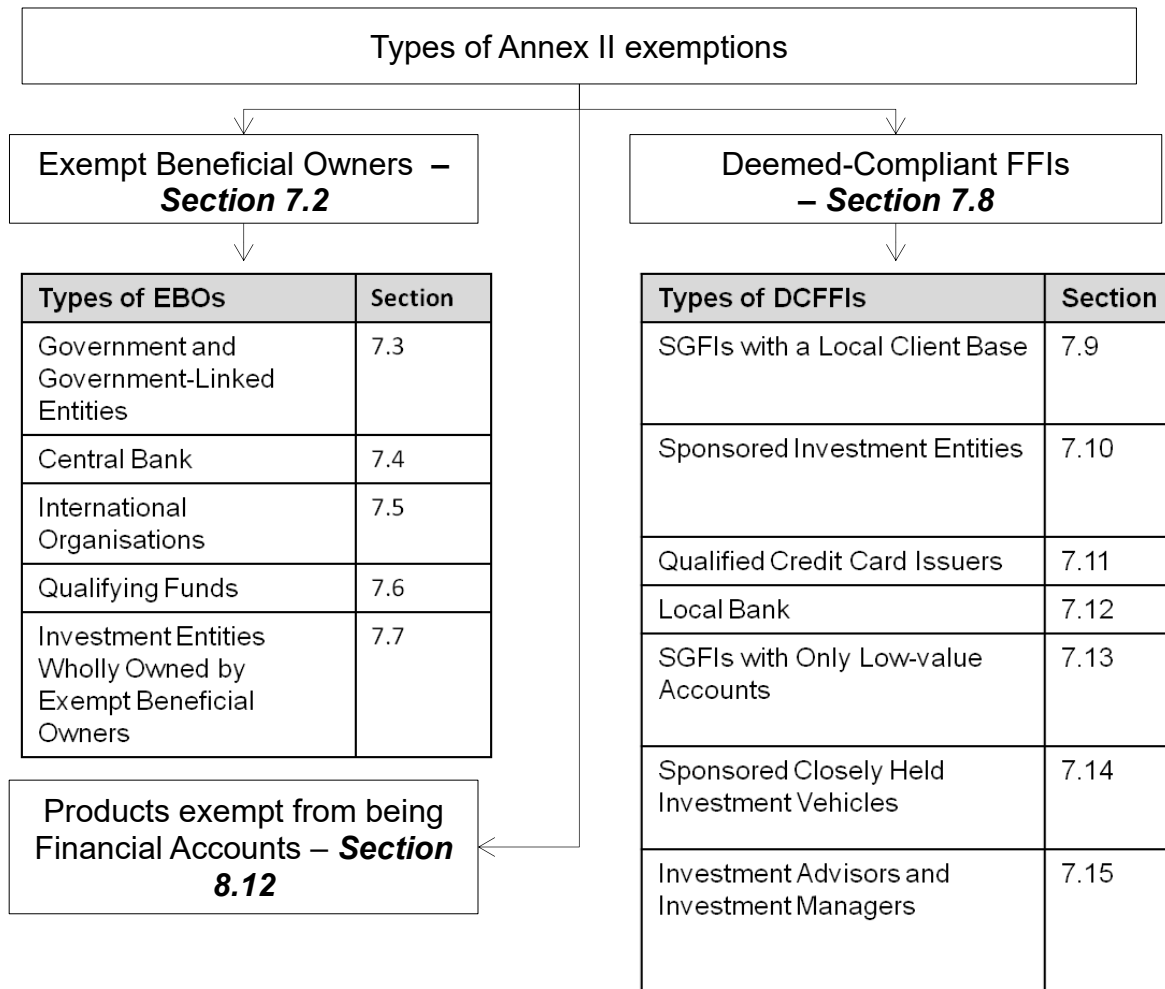 Types of Annex II exemptions
Exempt Beneficial Owners –
Section 7.2
Types of EBOs Section
Government and 7.3
Government-Linked
Entities
Central Bank 7.4
International 7.5
Organisations
Qualifying Funds 7.6
Investment Entities 7.7
Wholly Owned by
Exempt Beneficial
Owners
Products exempt from being
Financial Accounts – Section
8.12
Deemed-Compliant FFIs
– Section 7.8
Types of DCFFIs Section
SGFIs with a Local Client Base 7.9
Sponsored Investment Entities 7.10
Qualified Credit Card Issuers 7.11
Local Bank 7.12
SGFIs with Only Low-value 7.13
Accounts
Sponsored Closely Held 7.14
Investment Vehicles
Investment Advisors and 7.15
Investment Managers